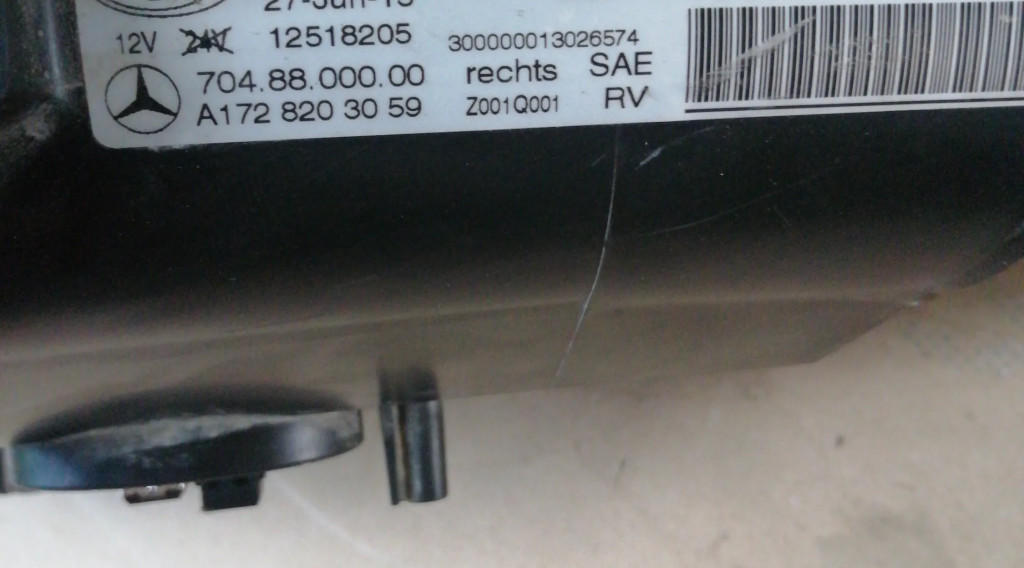 12V 24V 12518205 300000013026574
704.88.000.00 rechts SAE
A172 820 30 59 Z001Q001 RV